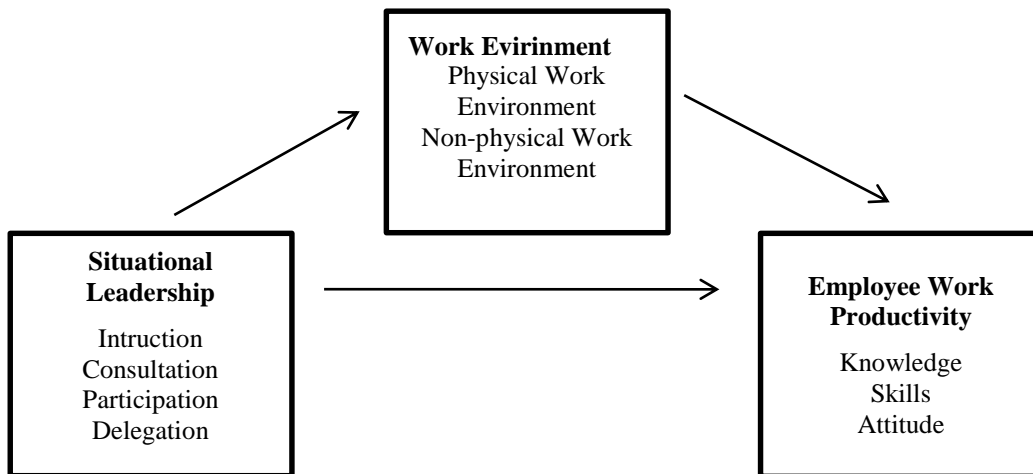 Work Evirinment
Physical Work
Environment
Non-physical Work
Environment
Situational
Leadership
Intruction
Consultation
Participation
Delegation
Employee Work
Productivity
Knowledge
Skills
Attitude